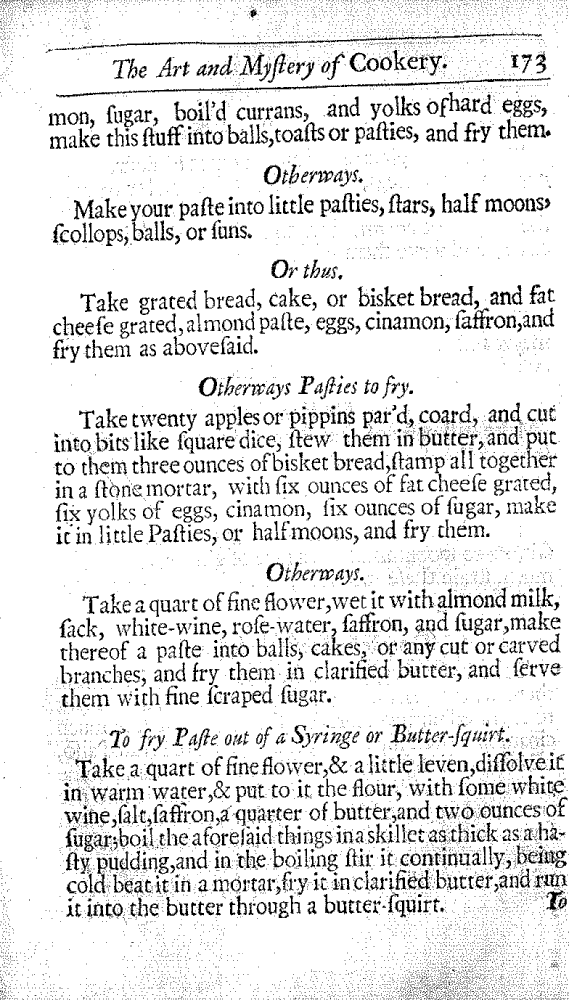 The Art and Myſtery of Cookery. 173
mon, ſugar, boil'd currans, and yolks of hard eggs,
make this ſtuff into balls, toaſts or paſties, and fry them.
Otherways.
Make your paſte into little paſties, ſtars, half moons,
ſcollops, balls, or ſuns.
Or thus.
Take grated bread, cake, or bisket bread, and fat
cheeſe grated, almond paſte, eggs, cinamon, ſaffron, and
fry them as aboveſaid.
Otherways Paſties to fry.
Take twenty apples or pippins par'd, coard, and cut
into bits like ſquare dice, ſtew them in butter, and put
to them three ounces of bisket bread, ſtamp all together
in a ſtone mortar, with ſix ounces of fat cheeſe grated,
ſix yolks of eggs, cinamon, ſix ounces of ſugar, make
it in little Paſties, or half moons, and fry them.
Otherways.
Take a quart of fine flower, wet it with almond milk,
ſack, white-wine, roſe-water, ſaffron, and ſugar, make
thereof a paſte into balls, cakes, or any cut or carved
branches, and fry them in clarified butter, and ſerve
them with fine ſcraped ſugar.
To fry Paſte out of a Syringe or Butter-ſquirt.
Take a quart of fine flower, & a little leven, diſſolve it
in warm water, & put to it the flour, with ſome white
wine, ſalt, ſaffron, a quarter of butter, and two ounces of
ſugar; boil the aforeſaid things in a skillet as thick as a ha-
ſty pudding, and in the boiling ſtir it continually, being
cold beat it in a mortar, fry it in clarified butter, and run
it into the butter through a butter-ſquirt. To